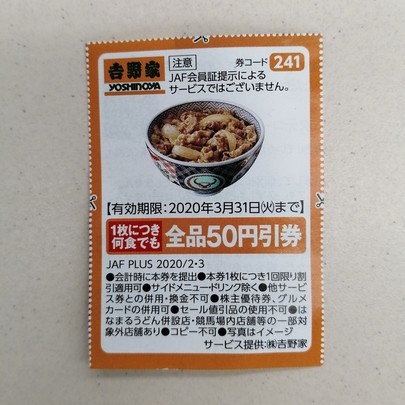 吉野家
YOSHINOYA
注意
券コード 241
JAF会員証提示による
サービスではございません。
【有効期限：2020年3月31日(火)まで】
1枚につき
何食でも
全品50円引券
JAF PLUS 2020/2・3
●会計時に本券を提出●本券1枚につき1回限り割
引適用可●サイドメニュー・ドリンク除く●他サービ
ス券との併用・換金不可●株主優待券、グルメ
カードの併用可●セール値引品の使用不可●は
なまるうどん併設店・競馬場内店舗等の一部対
象外店舗あり●コピー不可●写真はイメージ
サービス提供：㈱吉野家